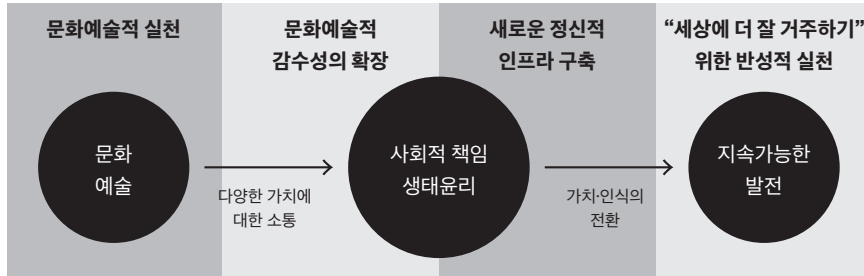 문화예술적 실천
문화예술적
감수성의 확장
새로운 정신적
인프라 구축
“세상에 더 잘 거주하기”
위한 반성적 실천
문화
예술
다양한 가치에
대한 소통
사회적 책임
생태윤리
가치·인식의
전환
지속가능한
발전